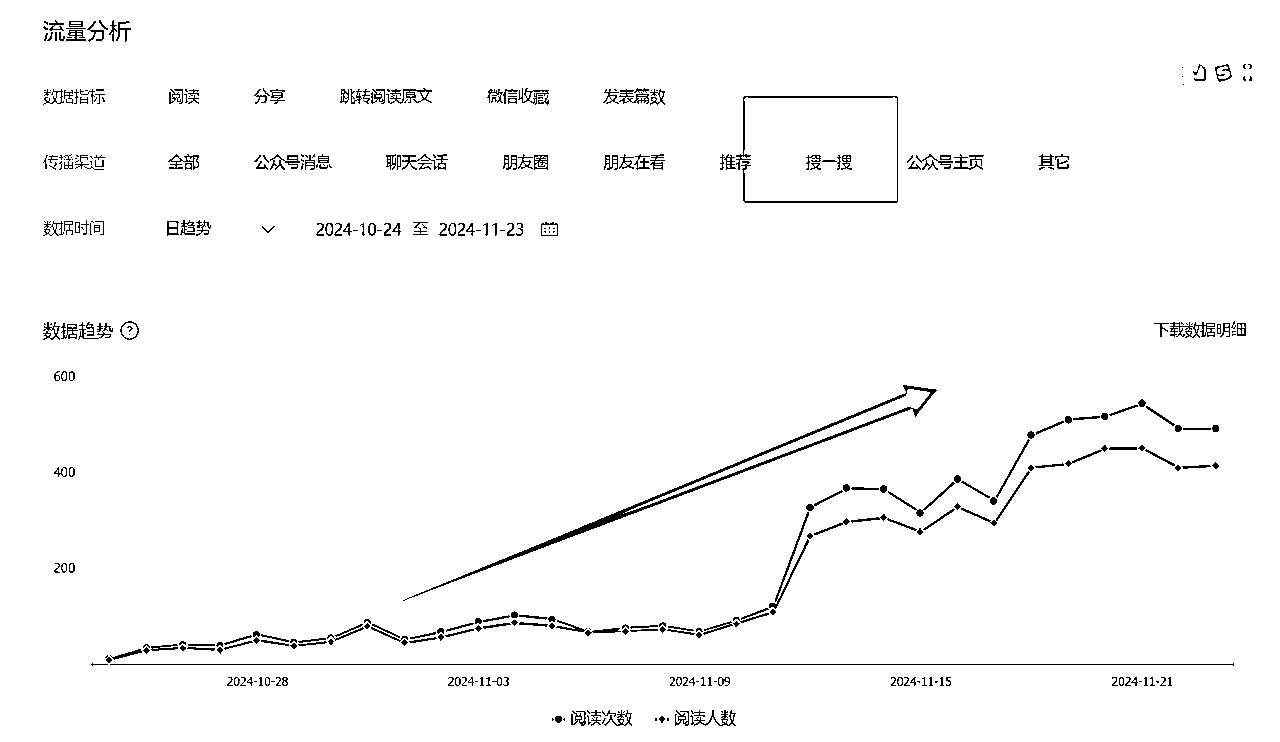 流量分析
数据指标 阅读 分享 跳转阅读原文 微信收藏 发表篇数
传播渠道 全部 公众号消息 聊天会话 朋友圈 朋友在看 推荐 搜一搜 公众号主页 其它
数据时间 日趋势 2024-10-24 至 2024-11-23
数据趋势 ?
下载数据明细
600
400
200
2024-10-28 2024-11-03 2024-11-09 2024-11-15 2024-11-21
阅读次数 阅读人数